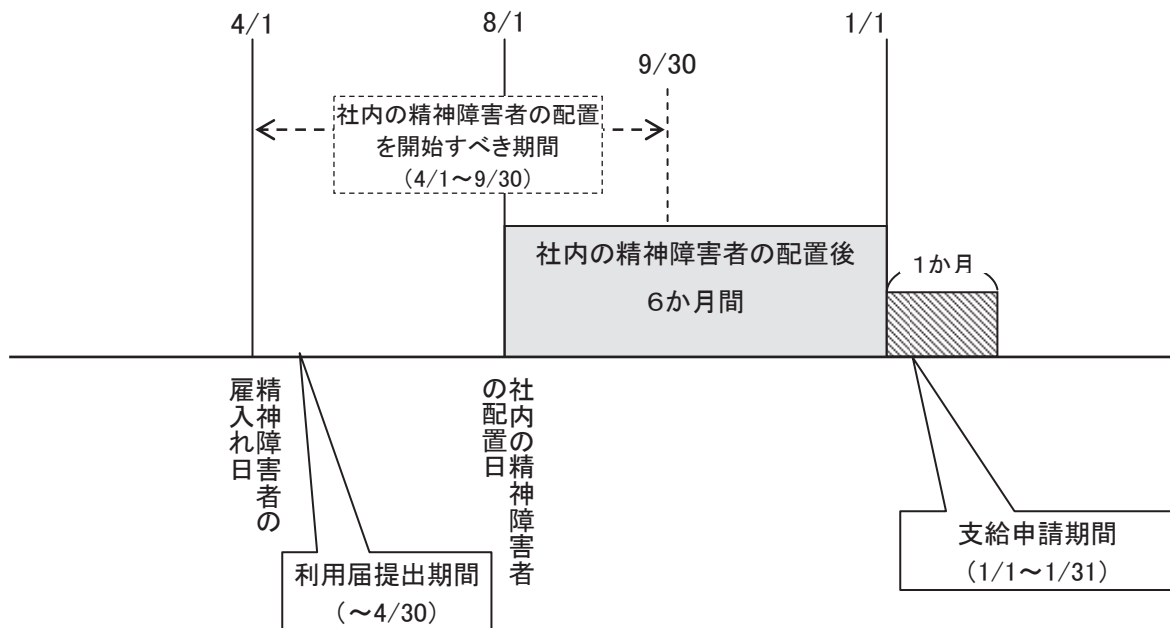 4/1
8/1
1/1
9/30
社内の精神障害者の配置
を開始すべき期間
(4/1～9/30)
社内の精神障害者の配置後
6か月間
1か月
精神障害者の
雇入れ日
社内の精神障害者
の配置日
利用届提出期間
(～4/30)
支給申請期間
(1/1～1/31)